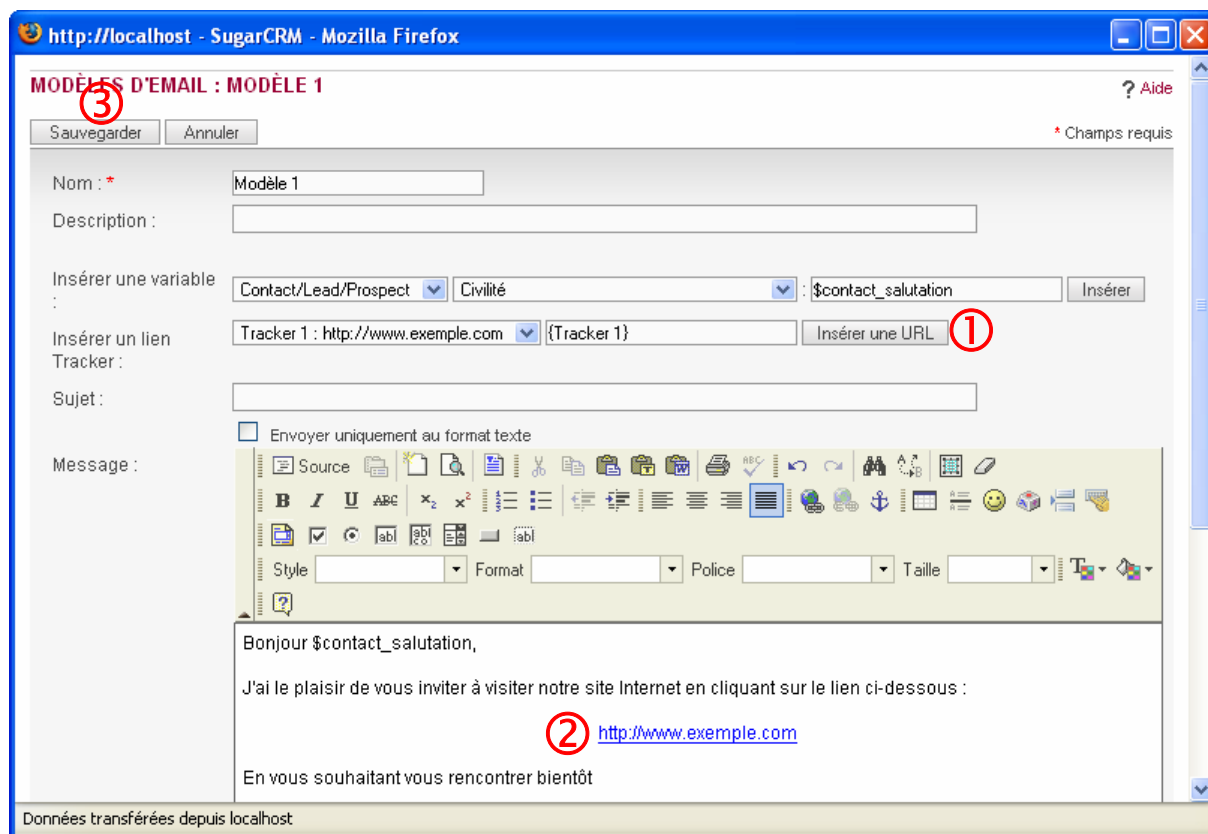 http://localhost - SugarCRM - Mozilla Firefox
MODÈLES D'EMAIL : MODÈLE 1
? Aide
③
Sauvegarder Annuler
* Champs requis
Nom : * Modèle 1
Description :
Insérer une variable : Contact/Lead/Prospect Civilité : $contact_salutation Insérer
Insérer un lien Tracker : Tracker 1 : http://www.exemple.com {Tracker 1} Insérer une URL ①
Sujet :
Envoyer uniquement au format texte
Message :
Source
B I U ABC x₂ x²
Style Format Police Taille
Bonjour $contact_salutation,
J'ai le plaisir de vous inviter à visiter notre site Internet en cliquant sur le lien ci-dessous :
② http://www.exemple.com
En vous souhaitant vous rencontrer bientôt
Données transférées depuis localhost